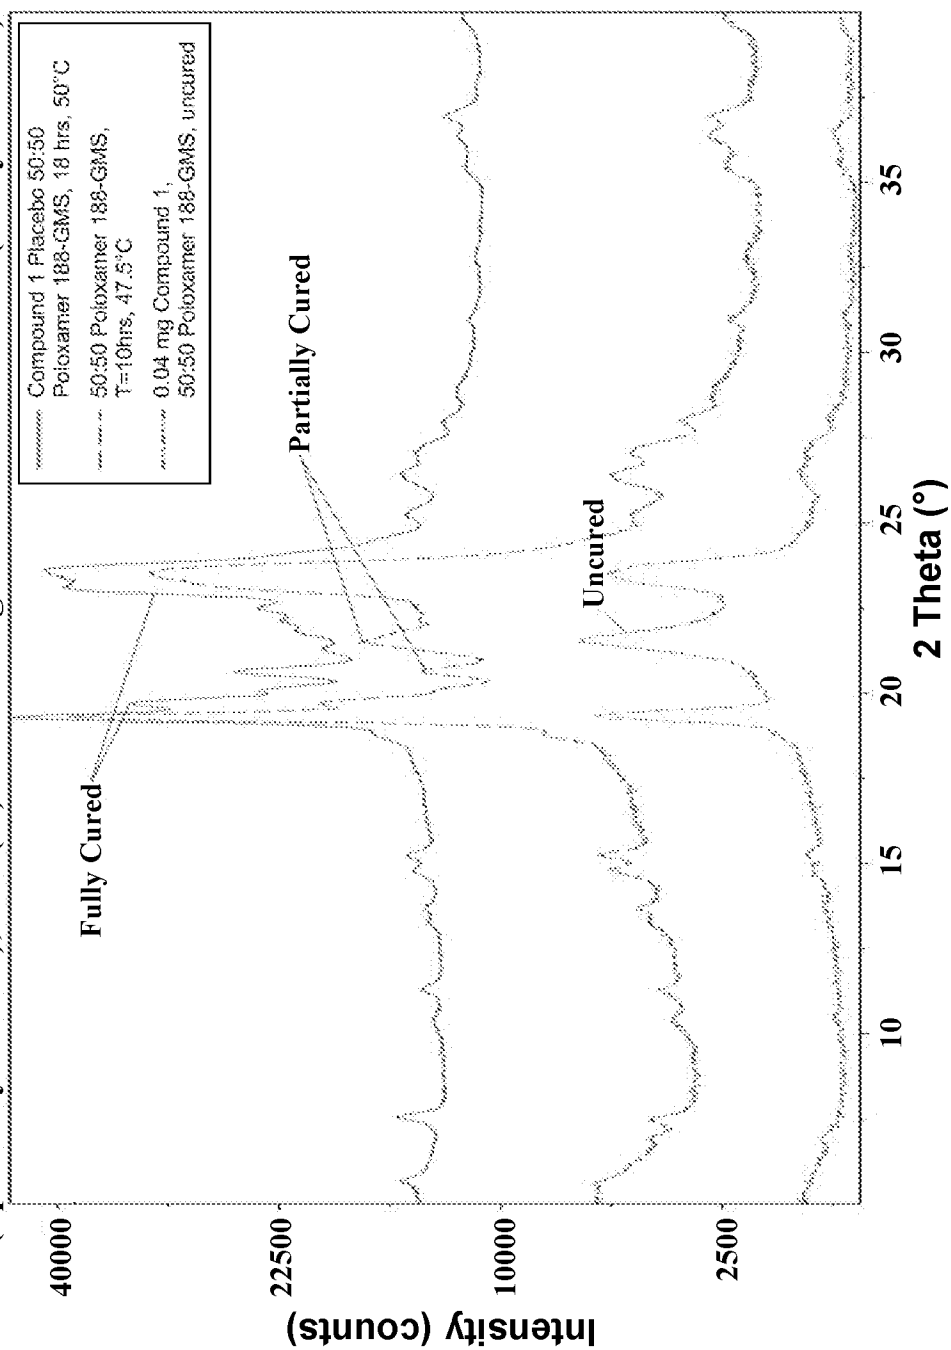 Compound 1 Placebo 50:50
Poloxamer 188-GMS, 18 hrs, 50°C
50:50 Poloxamer 188-GMS,
T=10hrs, 47.5°C
0.04 mg Compound 1,
50:50 Poloxamer 188-GMS, uncured
Fully Cured
Partially Cured
Uncured
Intensity (counts)
40000
22500
10000
2500
10
15
20
25
30
35
2 Theta (°)